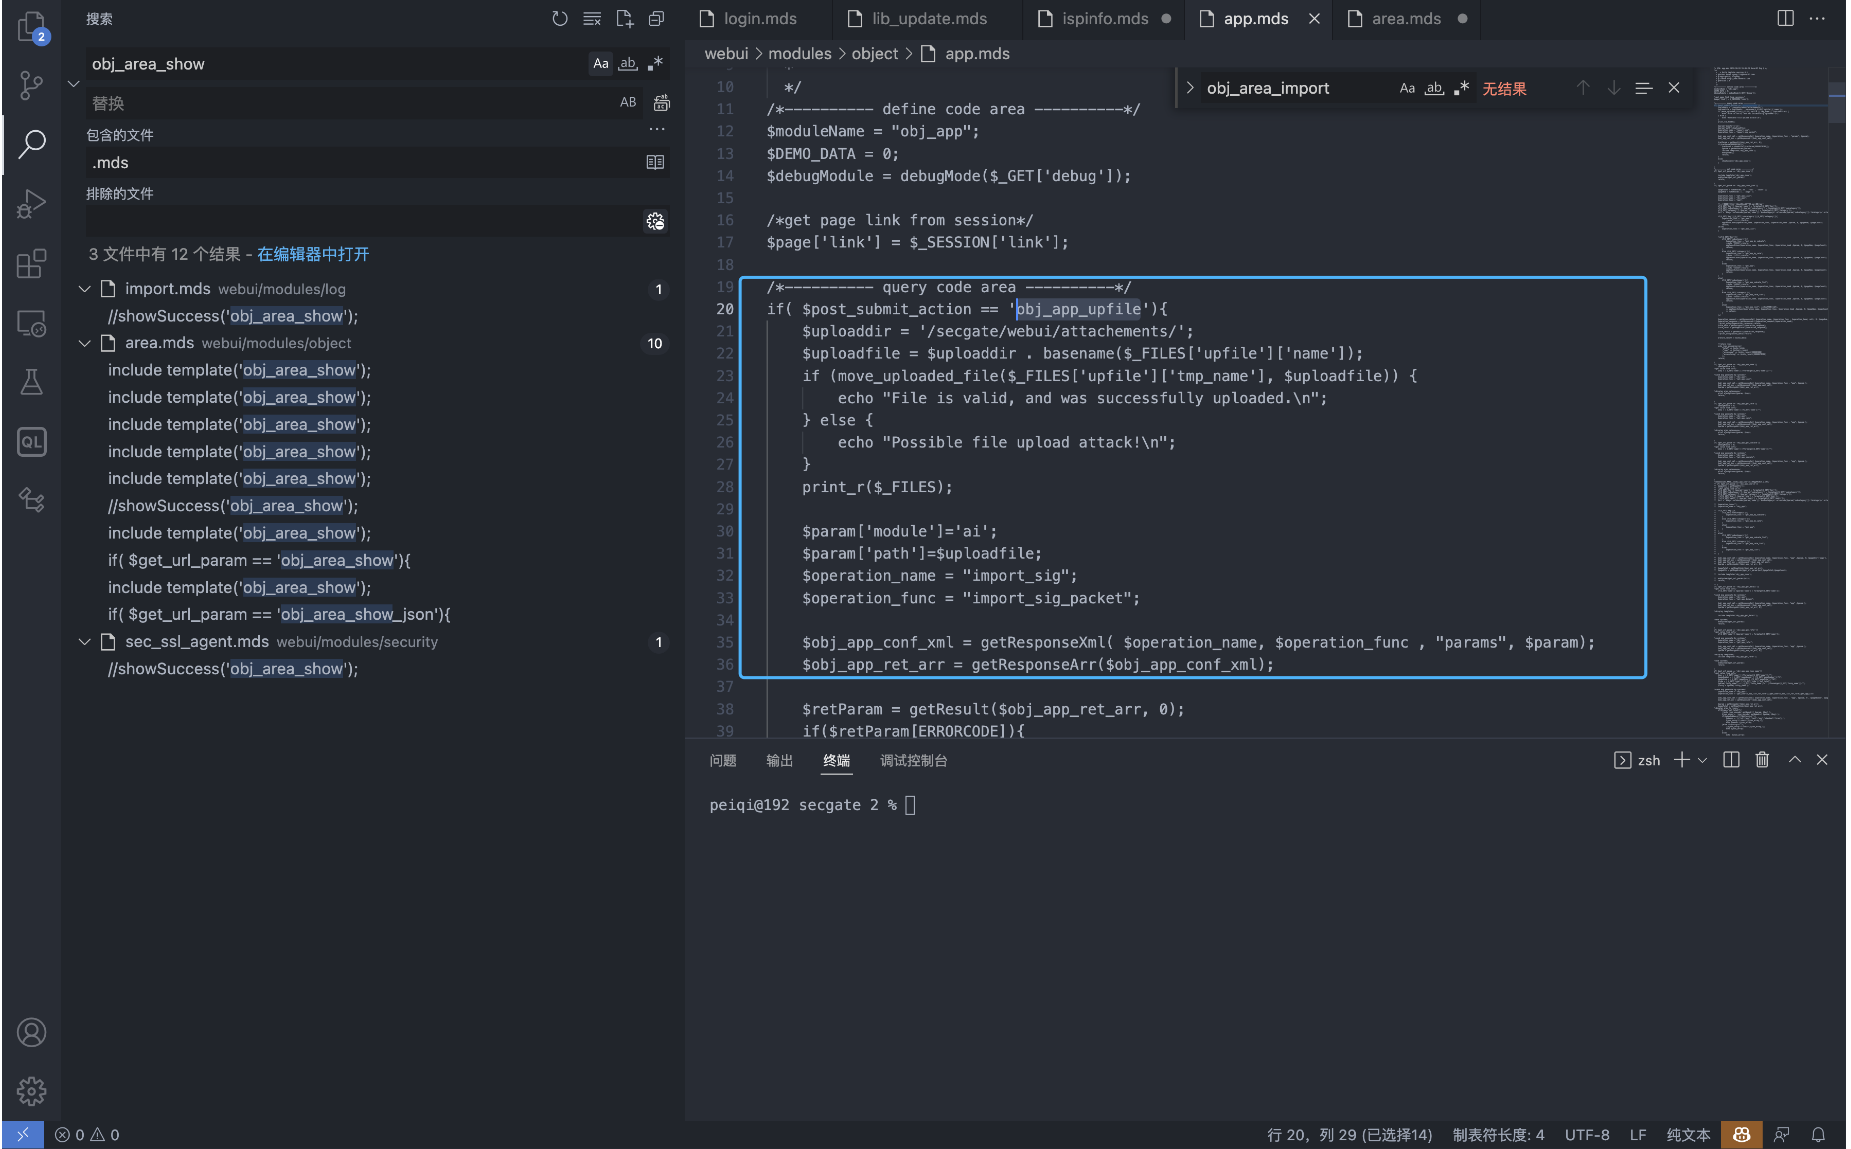 2
搜索
obj_area_show
Aa ab .*
替换
AB
包含的文件
...
.mds
排除的文件
3 文件中有 12 个结果 - 在编辑器中打开
import.mds webui/modules/log 1
//showSuccess('obj_area_show');
area.mds webui/modules/object 10
include template('obj_area_show');
include template('obj_area_show');
include template('obj_area_show');
include template('obj_area_show');
include template('obj_area_show');
//showSuccess('obj_area_show');
include template('obj_area_show');
if( $get_url_param == 'obj_area_show'){
include template('obj_area_show');
if( $get_url_param == 'obj_area_show_json'){
sec_ssl_agent.mds webui/modules/security 1
//showSuccess('obj_area_show');
QL
login.mds lib_update.mds ispinfo.mds app.mds area.mds
webui > modules > object > app.mds
obj_area_import Aa ab .* 无结果
10 */
11 /*---------- define code area ----------*/
12 $moduleName = "obj_app";
13 $DEMO_DATA = 0;
14 $debugModule = debugMode($_GET['debug']);
15
16 /*get page link from session*/
17 $page['link'] = $_SESSION['link'];
18
19 /*---------- query code area ----------*/
20 if( $post_submit_action == 'obj_app_upfile'){
21 $uploaddir = '/secgate/webui/attachements/';
22 $uploadfile = $uploaddir . basename($_FILES['upfile']['name']);
23 if (move_uploaded_file($_FILES['upfile']['tmp_name'], $uploadfile)) {
24 echo "File is valid, and was successfully uploaded.\n";
25 } else {
26 echo "Possible file upload attack!\n";
27 }
28 print_r($_FILES);
29
30 $param['module']='ai';
31 $param['path']=$uploadfile;
32 $operation_name = "import_sig";
33 $operation_func = "import_sig_packet";
34
35 $obj_app_conf_xml = getResponseXml( $operation_name, $operation_func , "params", $param);
36 $obj_app_ret_arr = getResponseArr($obj_app_conf_xml);
37
38 $retParam = getResult($obj_app_ret_arr, 0);
39 if($retParam[ERRORCODE]){
问题 输出 终端 调试控制台 zsh
peiqi@192 secgate 2 %
0 0
行 20，列 29 (已选择14) 制表符长度: 4 UTF-8 LF 纯文本